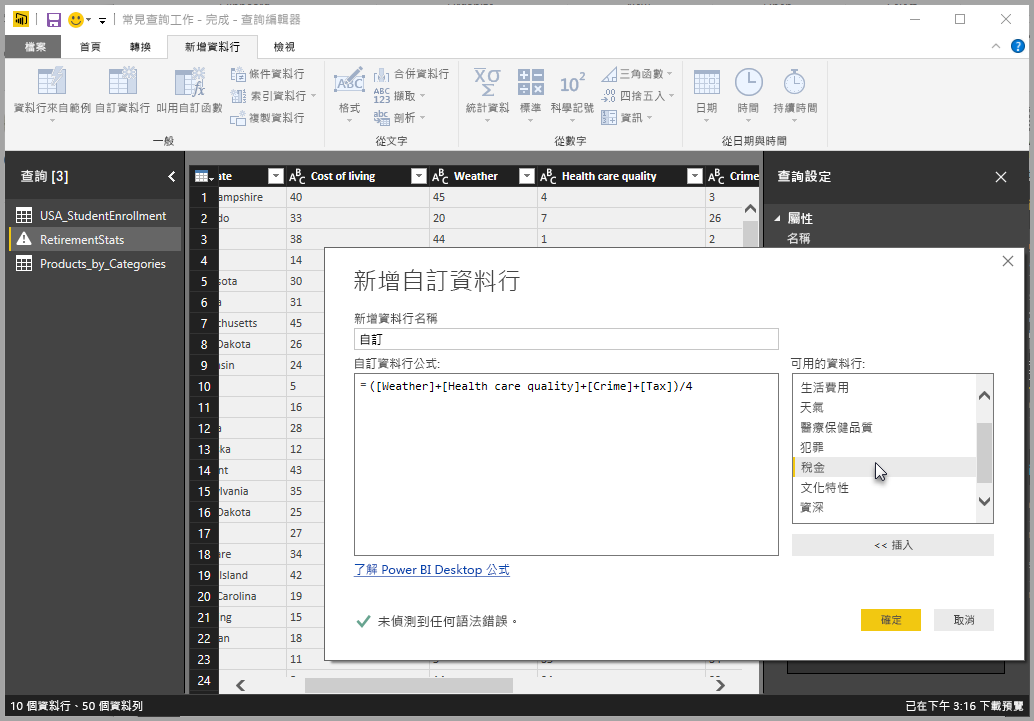 常見查詢工作 - 完成 - 查詢編輯器
檔案 首頁 轉換 新增資料行 檢視
資料行來自範例 自訂資料行 叫用自訂函數
條件資料行
索引資料行
複製資料行
一般
格式
合併資料行
擷取
剖析
從文字
統計資料 標準 科學記號
三角函數
四捨五入
資訊
從數字
日期 時間 持續時間
從日期與時間
查詢 [3]
USA_StudentEnrollment
RetirementStats
Products_by_Categories
ate Cost of living Weather Health care quality Crime
1 ampshire 40 45 4 3
2 do 33 20 7 26
3 38 44 1 2
4 14
5 sota 30
6 31
7 chusetts 45
8 Dakota 26
9 sin 24
10 5
11 16
12 28
13 ka 12
14 nt 43
15 lvania 35
16 Dakota 25
17 27
18 re 34
19 Island 42
20 Carolina 19
21 ng 15
22 an 18
23 11
24
查詢設定
屬性
名稱
新增自訂資料行
新增資料行名稱
自訂
自訂資料行公式:
=([Weather]+[Health care quality]+[Crime]+[Tax])/4
可用的資料行:
生活費用
天氣
醫療保健品質
犯罪
稅金
文化特性
資深
<< 插入
了解 Power BI Desktop 公式
未偵測到任何語法錯誤。
確定 取消
10 個資料行、50 個資料列
已在下午 3:16 下載預覽